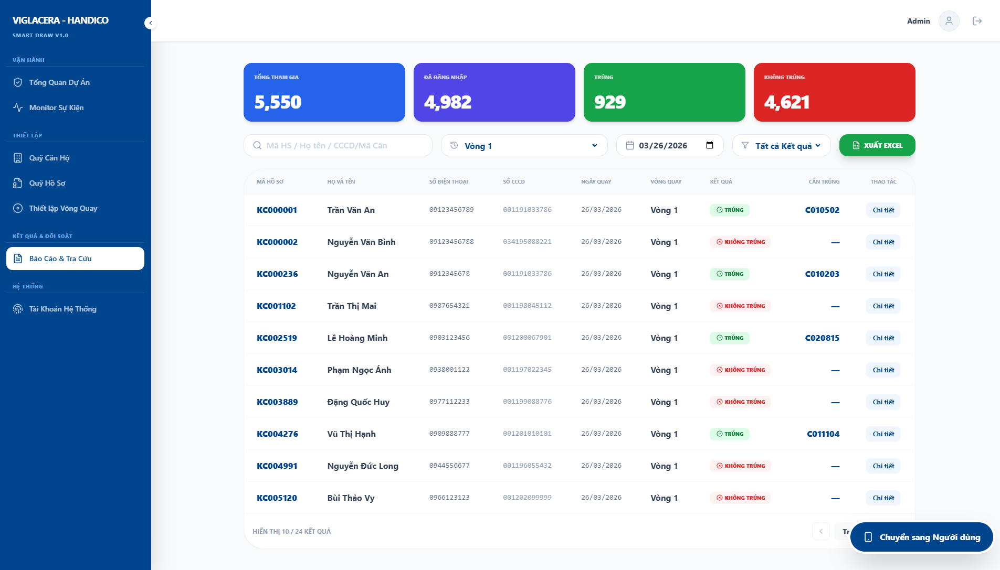 VIGLACERA - HANDICO
SMART DRAW V1.0
VẬN HÀNH
Tổng Quan Dự Án
Monitor Sự Kiện
THIẾT LẬP
Quỹ Căn Hộ
Quỹ Hồ Sơ
Thiết lập Vòng Quay
KẾT QUẢ & ĐỐI SOÁT
Báo Cáo & Tra Cứu
HỆ THỐNG
Tài Khoản Hệ Thống
Admin
TỔNG THAM GIA
5,550
ĐÃ ĐĂNG NHẬP
4,982
TRÚNG
929
KHÔNG TRÚNG
4,621
Mã HS / Họ tên / CCCD/Mã Căn
Vòng 1
03/26/2026
Tất cả Kết quả
XUẤT EXCEL
MÃ HỒ SƠ HỌ VÀ TÊN SỐ ĐIỆN THOẠI SỐ CCCD NGÀY QUAY VÒNG QUAY KẾT QUẢ CĂN TRÚNG THAO TÁC
KC000001 Trần Văn An 09123456789 001191033786 26/03/2026 Vòng 1 TRÚNG C010502 Chi tiết
KC000002 Nguyễn Văn Bình 09123456788 034195088221 26/03/2026 Vòng 1 KHÔNG TRÚNG — Chi tiết
KC000236 Nguyễn Văn An 0912345678 001191033786 26/03/2026 Vòng 1 TRÚNG C010203 Chi tiết
KC001102 Trần Thị Mai 0987654321 001198045112 26/03/2026 Vòng 1 KHÔNG TRÚNG — Chi tiết
KC002519 Lê Hoàng Minh 0903123456 001200067901 26/03/2026 Vòng 1 TRÚNG C020815 Chi tiết
KC003014 Phạm Ngọc Ánh 0938001122 001197022345 26/03/2026 Vòng 1 KHÔNG TRÚNG — Chi tiết
KC003889 Đặng Quốc Huy 0977112233 001199088776 26/03/2026 Vòng 1 KHÔNG TRÚNG — Chi tiết
KC004276 Vũ Thị Hạnh 0909888777 001201010101 26/03/2026 Vòng 1 TRÚNG C011104 Chi tiết
KC004991 Nguyễn Đức Long 0944556677 001196055432 26/03/2026 Vòng 1 KHÔNG TRÚNG — Chi tiết
KC005120 Bùi Thảo Vy 0966123123 001202099999 26/03/2026 Vòng 1 KHÔNG TRÚNG — Chi tiết
HIỂN THỊ 10 / 24 KẾT QUẢ
Chuyển sang Người dùng